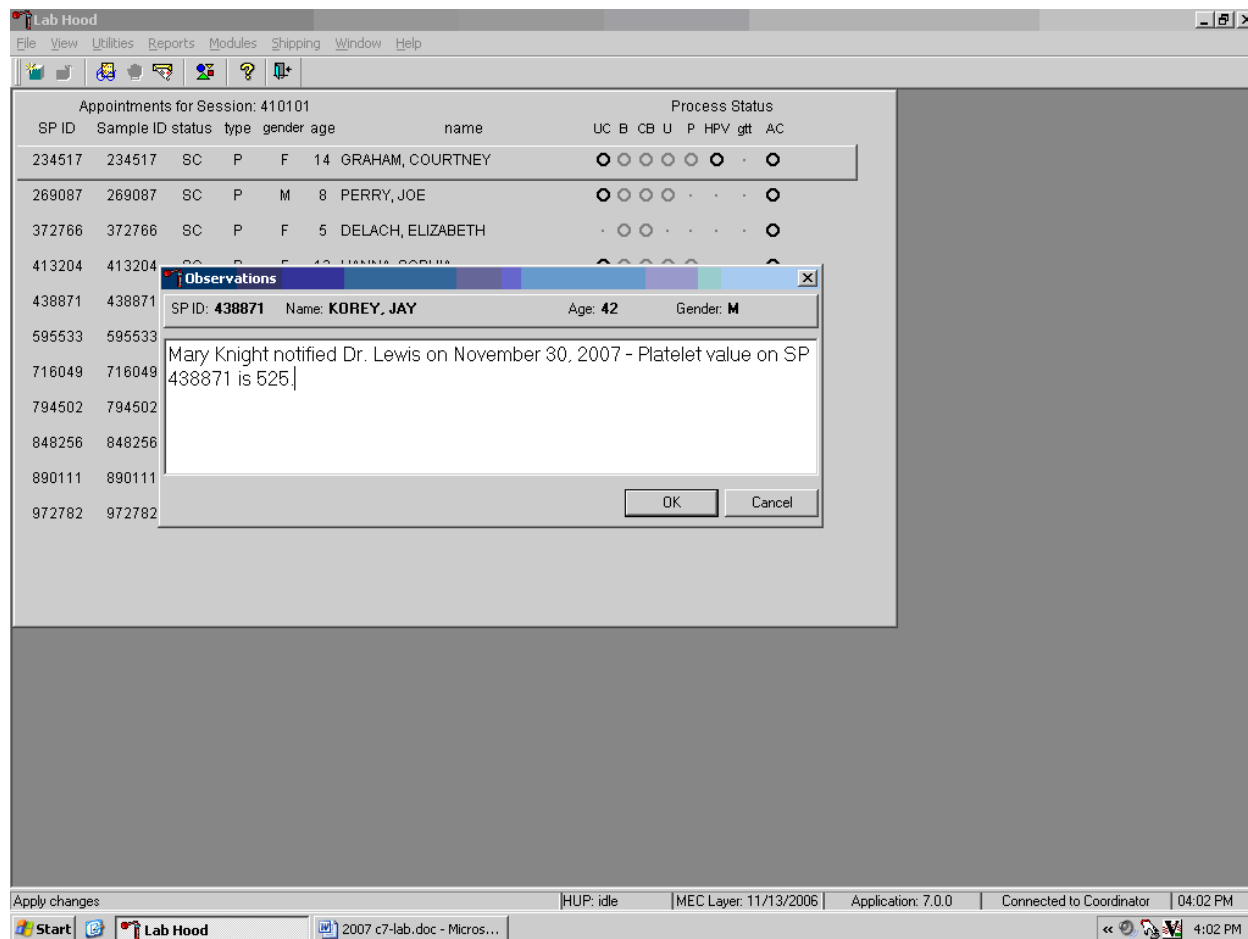 Lab Hood
File View Utilities Reports Modules Shipping Window Help
Appointments for Session: 410101 Process Status
SP ID Sample ID status type gender age name UC B CB U P HPV gtt AC
234517 234517 SC P F 14 GRAHAM, COURTNEY
269087 269087 SC P M 8 PERRY, JOE
372766 372766 SC P F 5 DELACH, ELIZABETH
413204 413204
Observations
438871 438871
SP ID: 438871 Name: KOREY, JAY Age: 42 Gender: M
595533 595533
Mary Knight notified Dr. Lewis on November 30, 2007 - Platelet value on SP
716049 716049
438871 is 525.
794502 794502
848256 848256
890111 890111
OK Cancel
972782 972782
Apply changes HUP: idle MEC Layer: 11/13/2006 Application: 7.0.0 Connected to Coordinator 04:02 PM
Start Lab Hood 2007 c7-lab.doc - Micros... « 4:02 PM